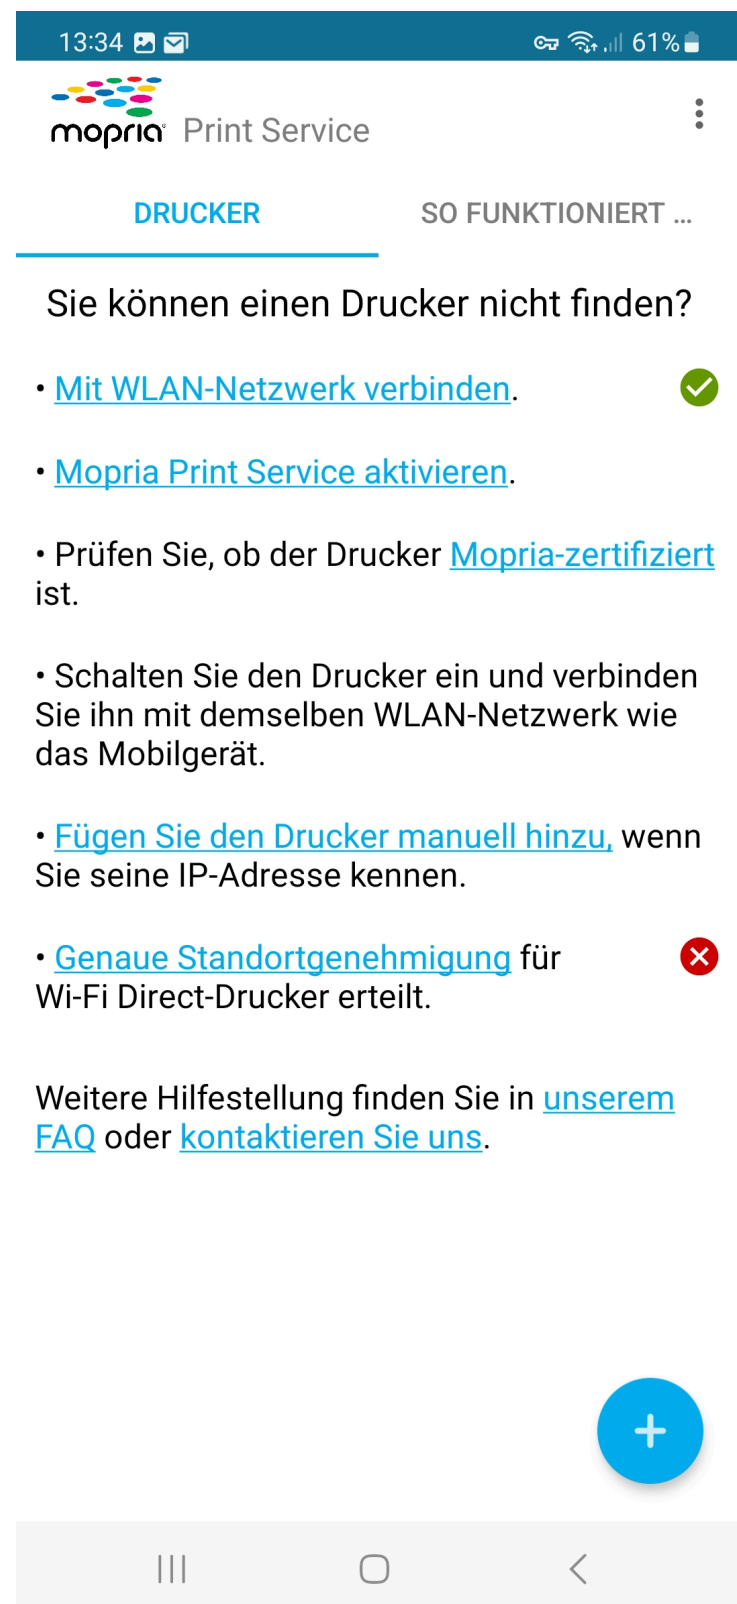 13:34 61%
mopria Print Service
DRUCKER SO FUNKTIONIERT ...
Sie können einen Drucker nicht finden?
• Mit WLAN-Netzwerk verbinden.
• Mopria Print Service aktivieren.
• Prüfen Sie, ob der Drucker Mopria-zertifiziert
ist.
• Schalten Sie den Drucker ein und verbinden
Sie ihn mit demselben WLAN-Netzwerk wie
das Mobilgerät.
• Fügen Sie den Drucker manuell hinzu, wenn
Sie seine IP-Adresse kennen.
• Genaue Standortgenehmigung für
Wi-Fi Direct-Drucker erteilt.
Weitere Hilfestellung finden Sie in unserem
FAQ oder kontaktieren Sie uns.